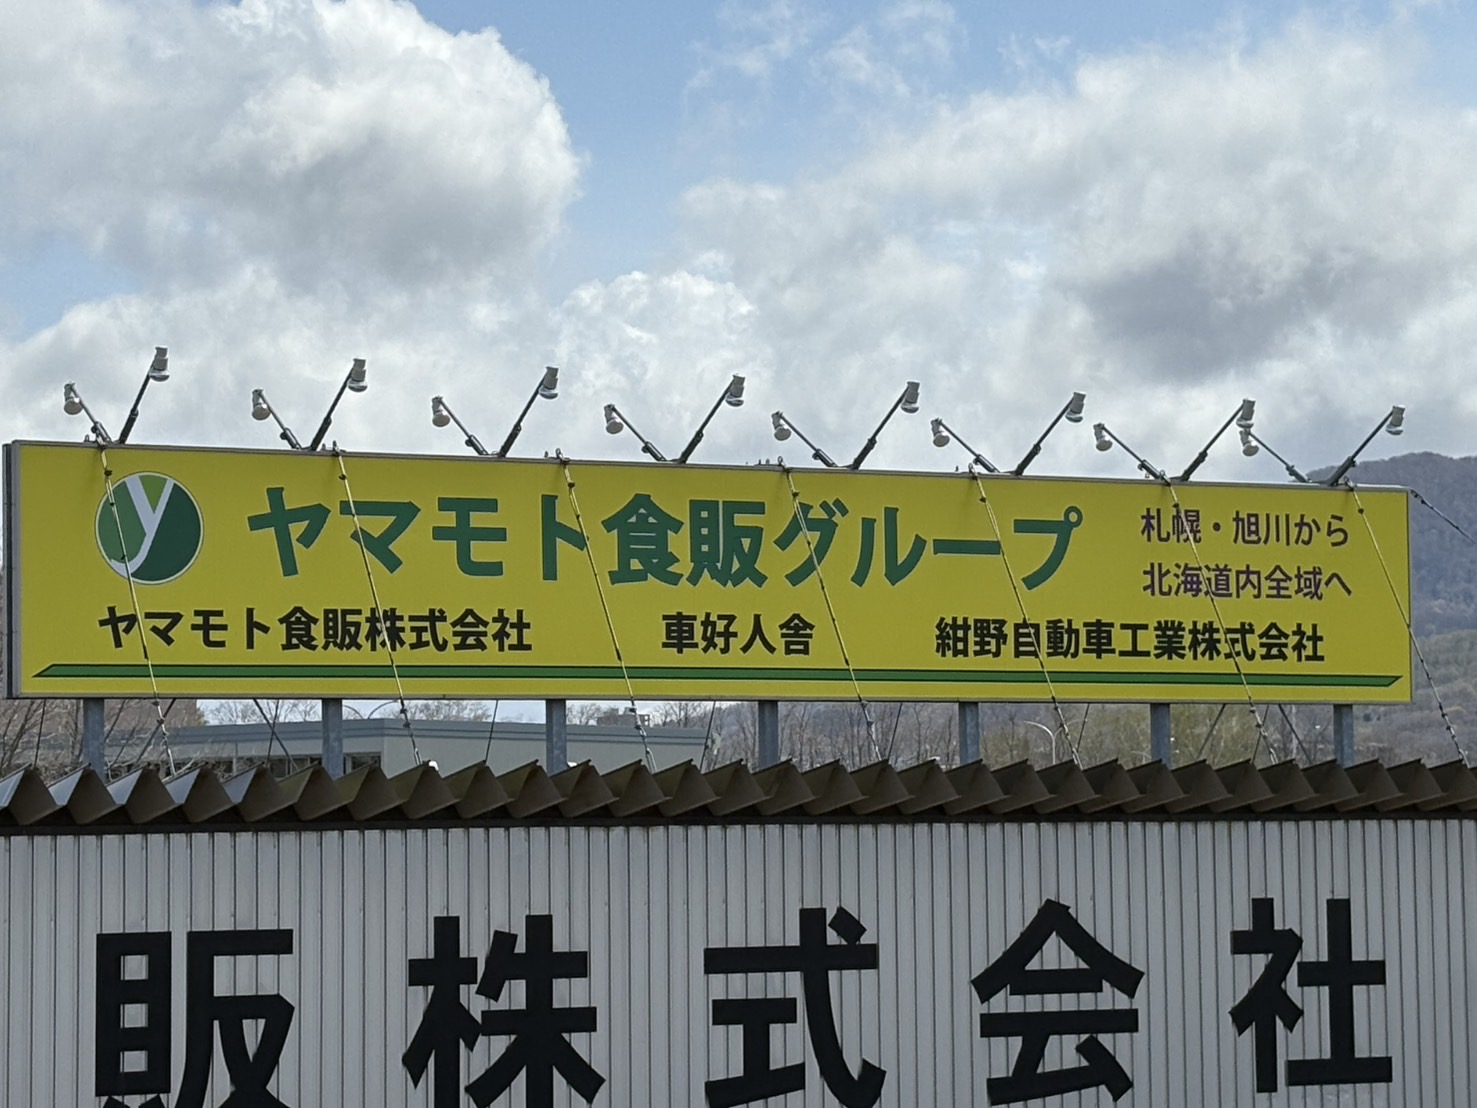 y ヤマモト食販グループ
札幌・旭川から
北海道内全域へ
ヤマモト食販株式会社 車好人舎 紺野自動車工業株式会社
販株式会社